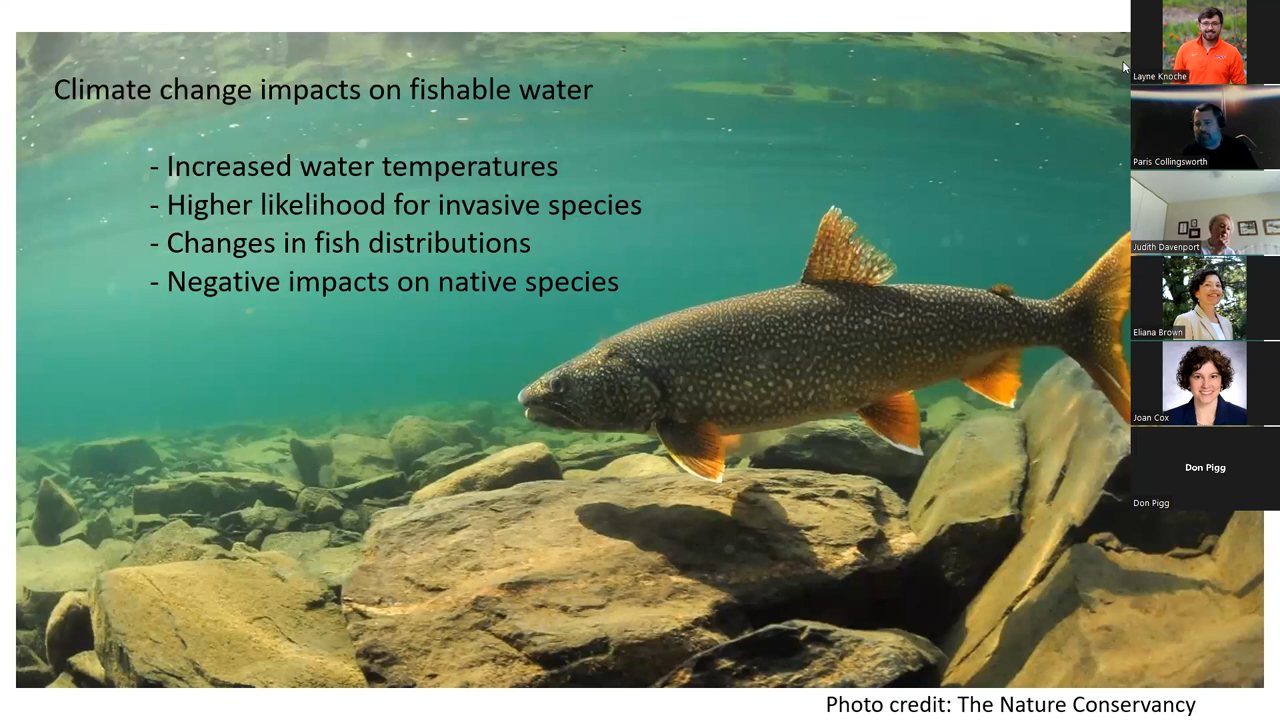 Climate change impacts on fishable water
- Increased water temperatures
- Higher likelihood for invasive species
- Changes in fish distributions
- Negative impacts on native species
Photo credit: The Nature Conservancy
Layne Knoche
Paris Collingsworth
Judith Davenport
Eliana Brown
Joan Cox
Don Pigg
Don Pigg